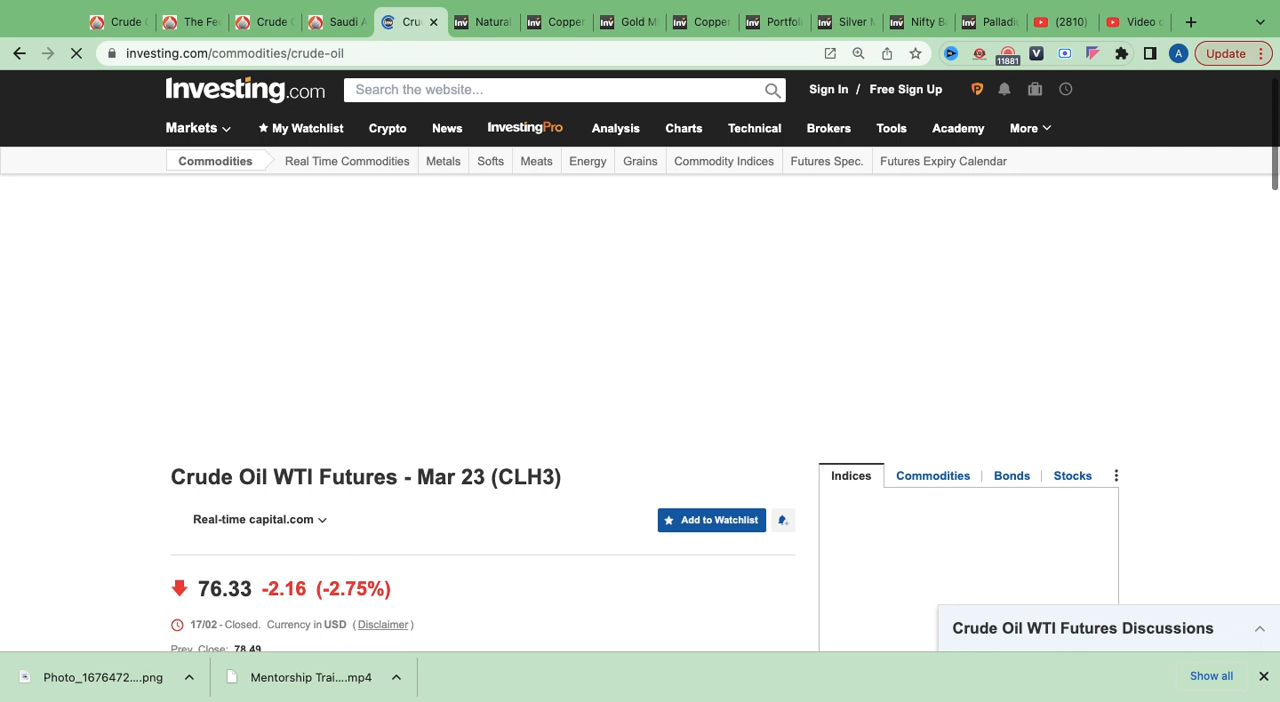 Crude
The Fed
Crude
Saudi A
Cru
Natural
Copper
Gold M
Copper
Portfoli
Silver M
Nifty B
Palladi
(2810)
Video
investing.com/commodities/crude-oil
11881
V
A
Update
Investing.com
Search the website...
Sign In / Free Sign Up
Markets
My Watchlist
Crypto
News
InvestingPro
Analysis
Charts
Technical
Brokers
Tools
Academy
More
Commodities
Real Time Commodities
Metals
Softs
Meats
Energy
Grains
Commodity Indices
Futures Spec.
Futures Expiry Calendar
Crude Oil WTI Futures - Mar 23 (CLH3)
Indices
Commodities
Bonds
Stocks
Real-time capital.com
Add to Watchlist
76.33 -2.16 (-2.75%)
17/02 - Closed. Currency in USD (Disclaimer)
Prev. Close: 78.49
Crude Oil WTI Futures Discussions
Photo_1676472....png
Mentorship Trai....mp4
Show all